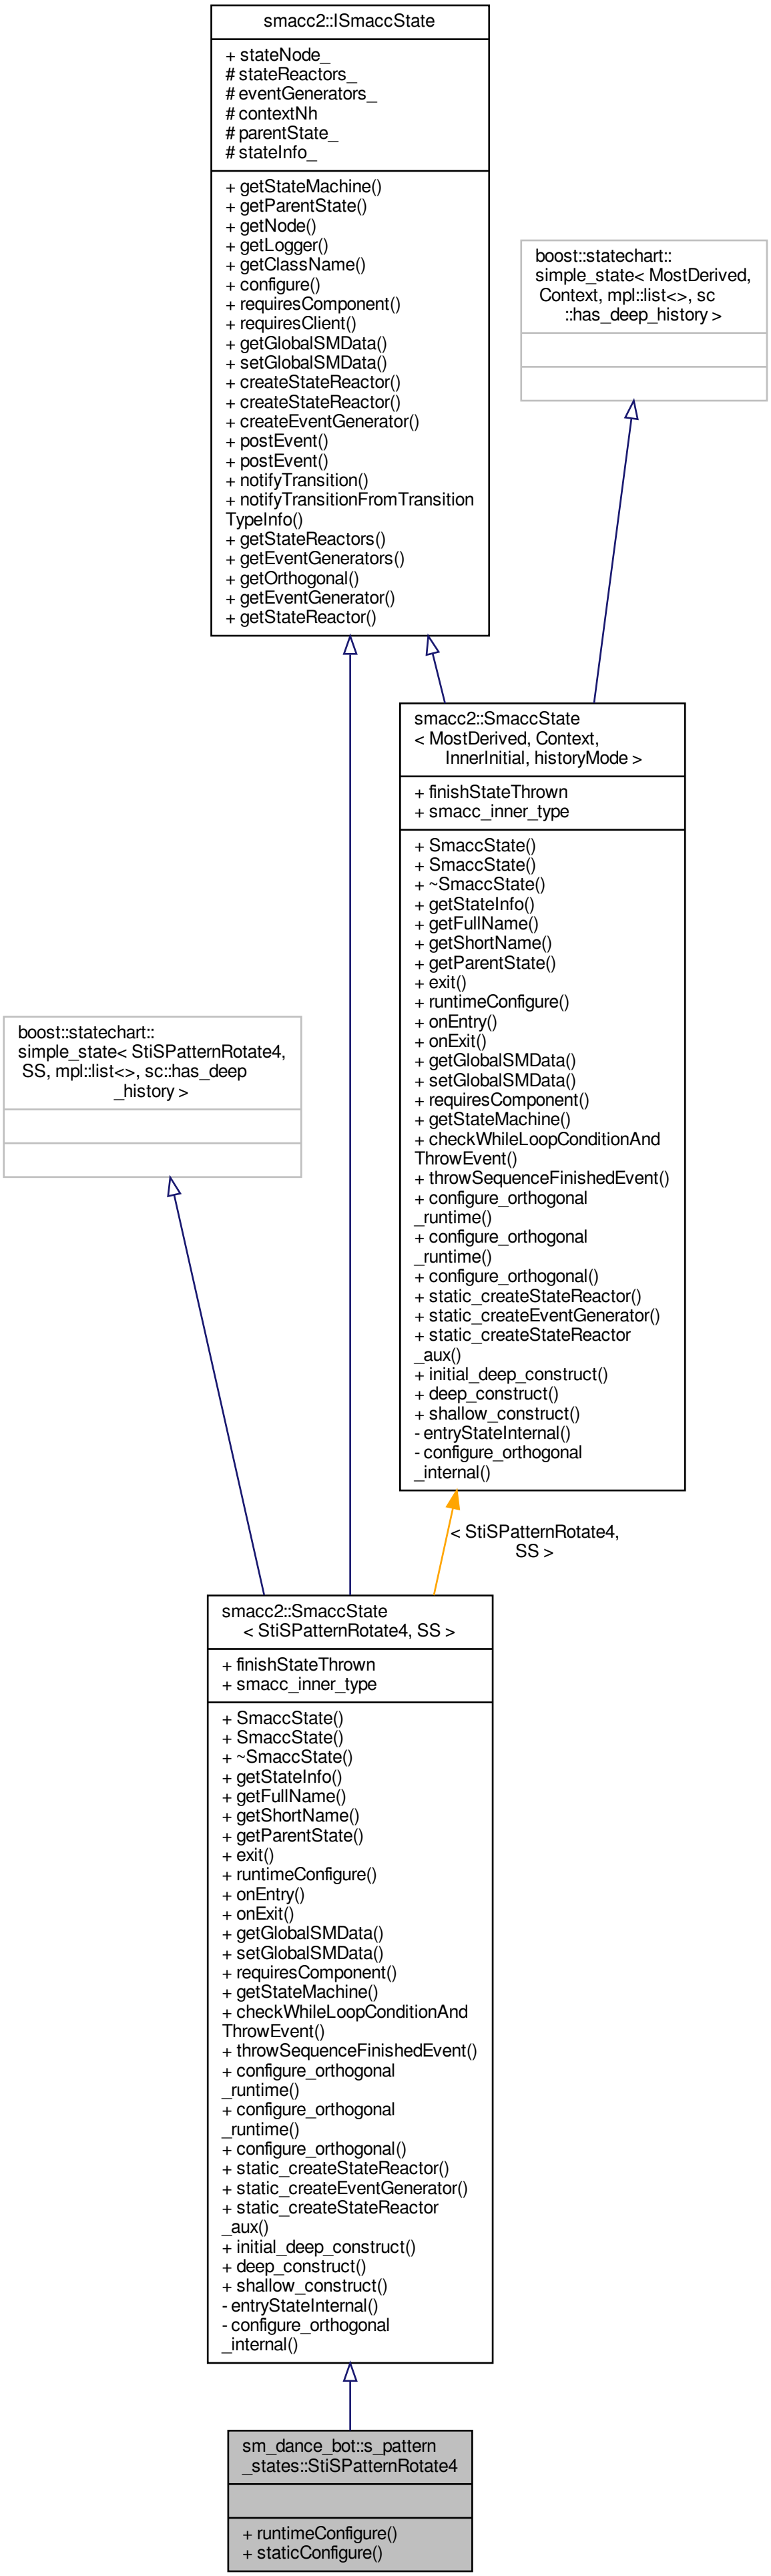 smacc2::ISmaccState
+ stateNode_
# stateReactors_
# eventGenerators_
# contextNh
# parentState_
# stateInfo_
+ getStateMachine()
+ getParentState()
+ getNode()
+ getLogger()
+ getClassName()
+ configure()
+ requiresComponent()
+ requiresClient()
+ getGlobalSMData()
+ setGlobalSMData()
+ createStateReactor()
+ createStateReactor()
+ createEventGenerator()
+ postEvent()
+ postEvent()
+ notifyTransition()
+ notifyTransitionFromTransition
TypeInfo()
+ getStateReactors()
+ getEventGenerators()
+ getOrthogonal()
+ getEventGenerator()
+ getStateReactor()
boost::statechart::
simple_state< MostDerived,
Context, mpl::list<>, sc
::has_deep_history >
smacc2::SmaccState
< MostDerived, Context,
InnerInitial, historyMode >
+ finishStateThrown
+ smacc_inner_type
+ SmaccState()
+ SmaccState()
+ ~SmaccState()
+ getStateInfo()
+ getFullName()
+ getShortName()
+ getParentState()
+ exit()
+ runtimeConfigure()
+ onEntry()
+ onExit()
+ getGlobalSMData()
+ setGlobalSMData()
+ requiresComponent()
+ getStateMachine()
+ checkWhileLoopConditionAnd
ThrowEvent()
+ throwSequenceFinishedEvent()
+ configure_orthogonal
_runtime()
+ configure_orthogonal
_runtime()
+ configure_orthogonal()
+ static_createStateReactor()
+ static_createEventGenerator()
+ static_createStateReactor
_aux()
+ initial_deep_construct()
+ deep_construct()
+ shallow_construct()
- entryStateInternal()
- configure_orthogonal
_internal()
boost::statechart::
simple_state< StiSPatternRotate4,
SS, mpl::list<>, sc::has_deep
_history >
< StiSPatternRotate4,
SS >
smacc2::SmaccState
< StiSPatternRotate4, SS >
+ finishStateThrown
+ smacc_inner_type
+ SmaccState()
+ SmaccState()
+ ~SmaccState()
+ getStateInfo()
+ getFullName()
+ getShortName()
+ getParentState()
+ exit()
+ runtimeConfigure()
+ onEntry()
+ onExit()
+ getGlobalSMData()
+ setGlobalSMData()
+ requiresComponent()
+ getStateMachine()
+ checkWhileLoopConditionAnd
ThrowEvent()
+ throwSequenceFinishedEvent()
+ configure_orthogonal
_runtime()
+ configure_orthogonal
_runtime()
+ configure_orthogonal()
+ static_createStateReactor()
+ static_createEventGenerator()
+ static_createStateReactor
_aux()
+ initial_deep_construct()
+ deep_construct()
+ shallow_construct()
- entryStateInternal()
- configure_orthogonal
_internal()
sm_dance_bot::s_pattern
_states::StiSPatternRotate4
+ runtimeConfigure()
+ staticConfigure()